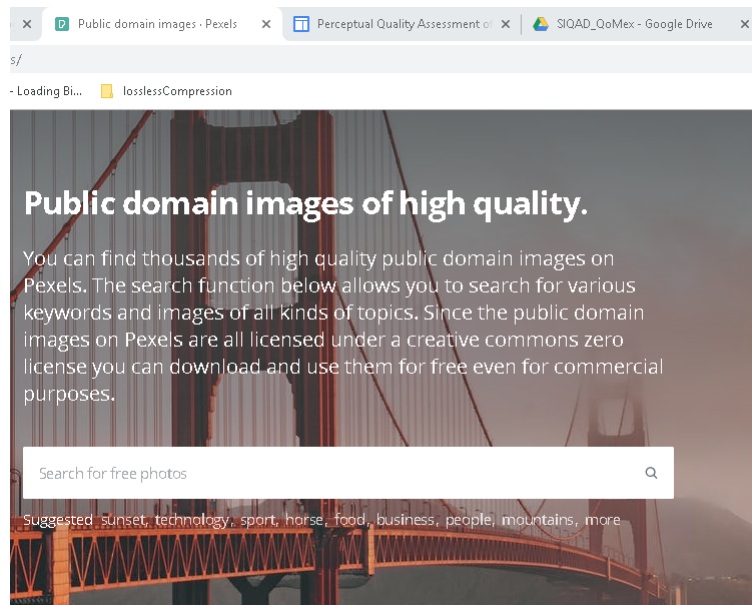 Public domain images · Pexels
Perceptual Quality Assessment of
SIQAD_QoMex - Google Drive
s/
- Loading Bi...
losslessCompression
Public domain images of high quality.
You can find thousands of high quality public domain images on
Pexels. The search function below allows you to search for various
keywords and images of all kinds of topics. Since the public domain
images on Pexels are all licensed under a creative commons zero
license you can download and use them for free even for commercial
purposes.
Search for free photos
Suggested sunset, technology, sport, horse, food, business, people, mountains, more